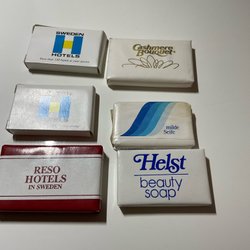 SWEDEN
HOTELS
Cashmere
Bouquet
milde
Seife
RESO
HOTELS
IN SWEDEN
Helst
beauty
soap